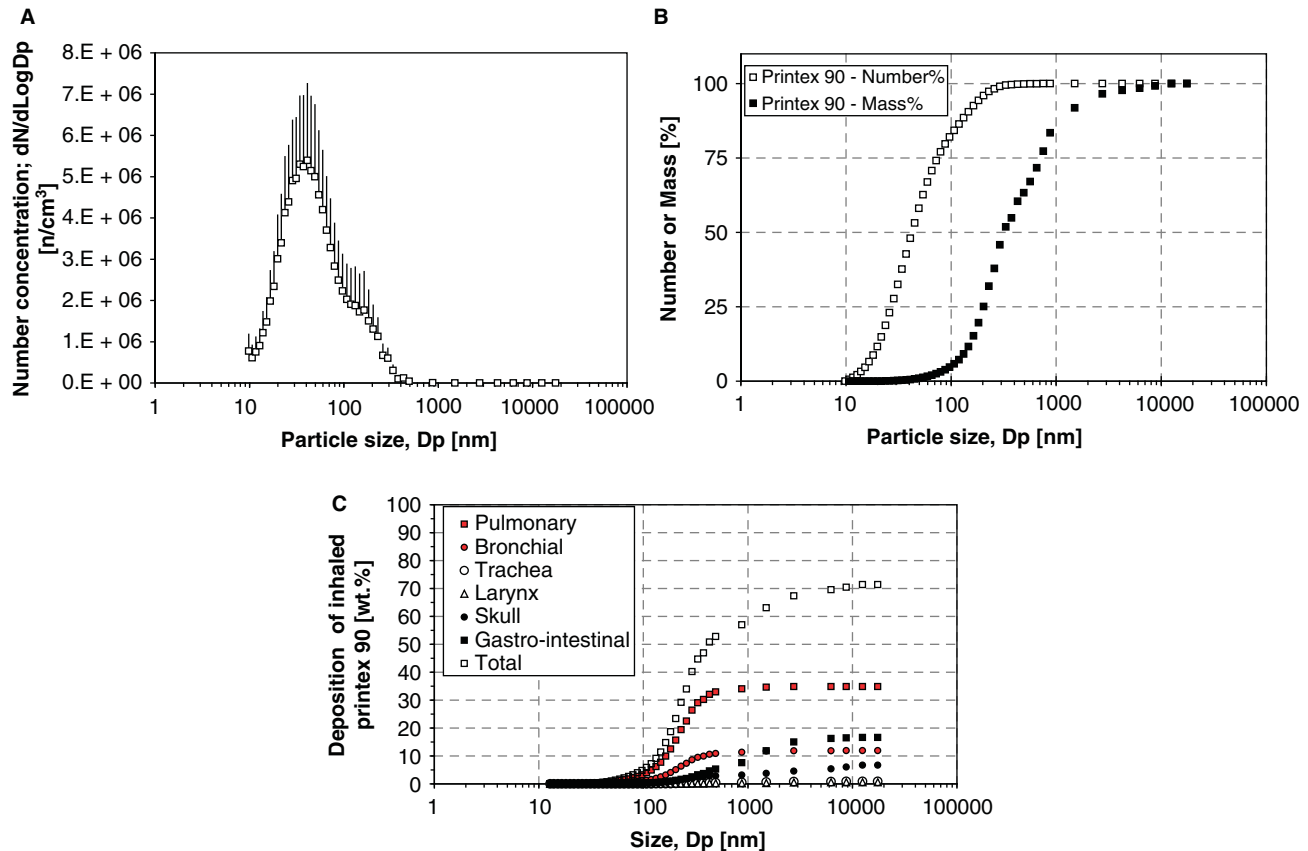 A
Number concentration; dN/dLogDp
[n/cm³]
8.E + 06
7.E + 06
6.E + 06
5.E + 06
4.E + 06
3.E + 06
2.E + 06
1.E + 06
0.E + 00
1 10 100 1000 10000 100000
Particle size, Dp [nm]
B
Number or Mass [%]
100
75
50
25
0
Printex 90 - Number%
Printex 90 - Mass%
1 10 100 1000 10000 100000
Particle size, Dp [nm]
C
Deposition of inhaled
printex 90 [wt.%]
100
90
80
70
60
50
40
30
20
10
0
Pulmonary
Bronchial
Trachea
Larynx
Skull
Gastro-intestinal
Total
1 10 100 1000 10000 100000
Size, Dp [nm]